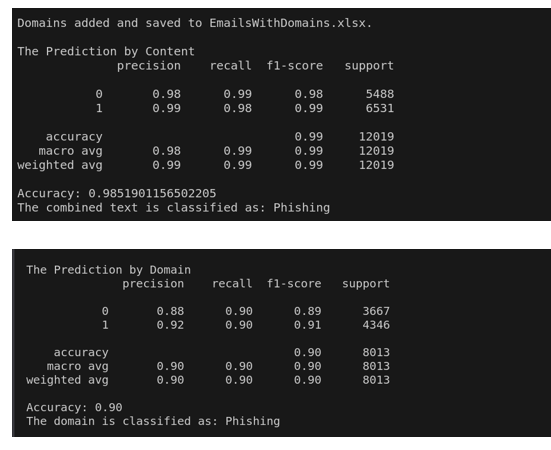 Domains added and saved to EmailsWithDomains.xlsx.
The Prediction by Content
precision recall f1-score support
0 0.98 0.99 0.98 5488
1 0.99 0.98 0.99 6531
accuracy 0.99 12019
macro avg 0.98 0.99 0.99 12019
weighted avg 0.99 0.99 0.99 12019
Accuracy: 0.9851901156502205
The combined text is classified as: Phishing
The Prediction by Domain
precision recall f1-score support
0 0.88 0.90 0.89 3667
1 0.92 0.90 0.91 4346
accuracy 0.90 8013
macro avg 0.90 0.90 0.90 8013
weighted avg 0.90 0.90 0.90 8013
Accuracy: 0.90
The domain is classified as: Phishing